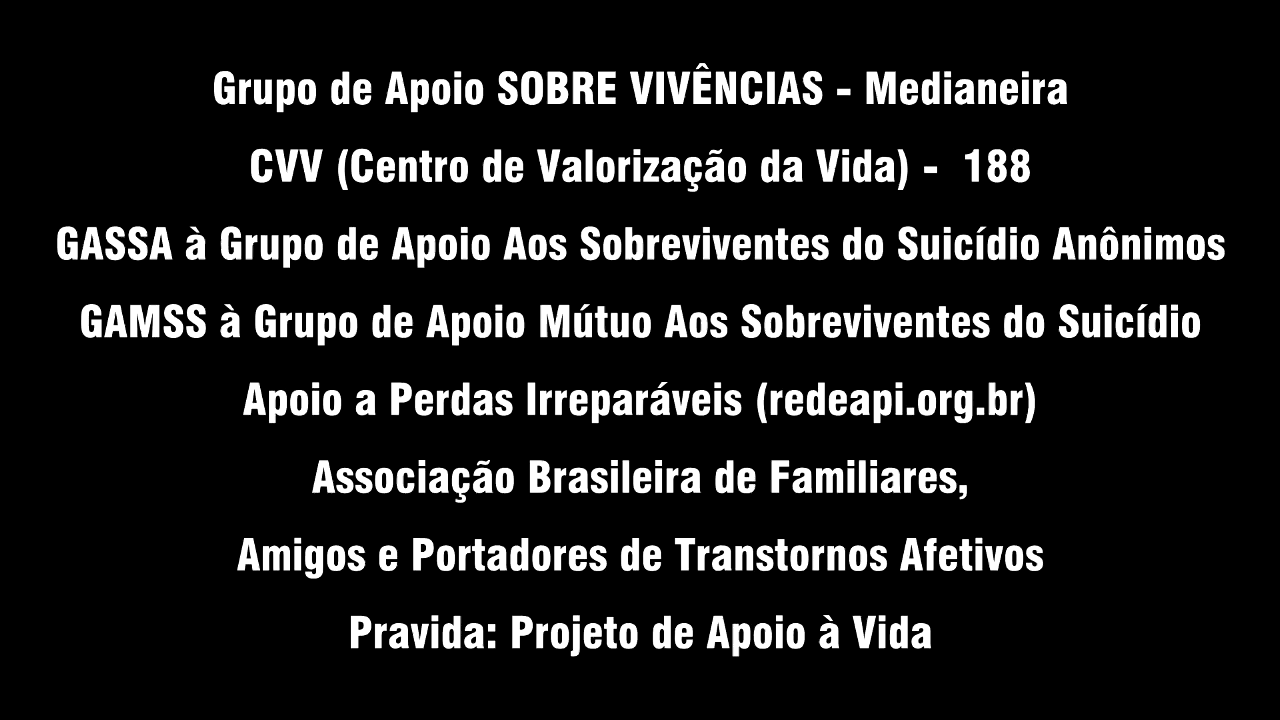 Grupo de Apoio SOBRE VIVÊNCIAS - Medianeira
CVV (Centro de Valorização da Vida) -  188
GASSA à Grupo de Apoio Aos Sobreviventes do Suicídio Anônimos
GAMSS à Grupo de Apoio Mútuo Aos Sobreviventes do Suicídio
Apoio a Perdas Irreparáveis (redeapi.org.br)
Associação Brasileira de Familiares,
Amigos e Portadores de Transtornos Afetivos
Pravida: Projeto de Apoio à Vida